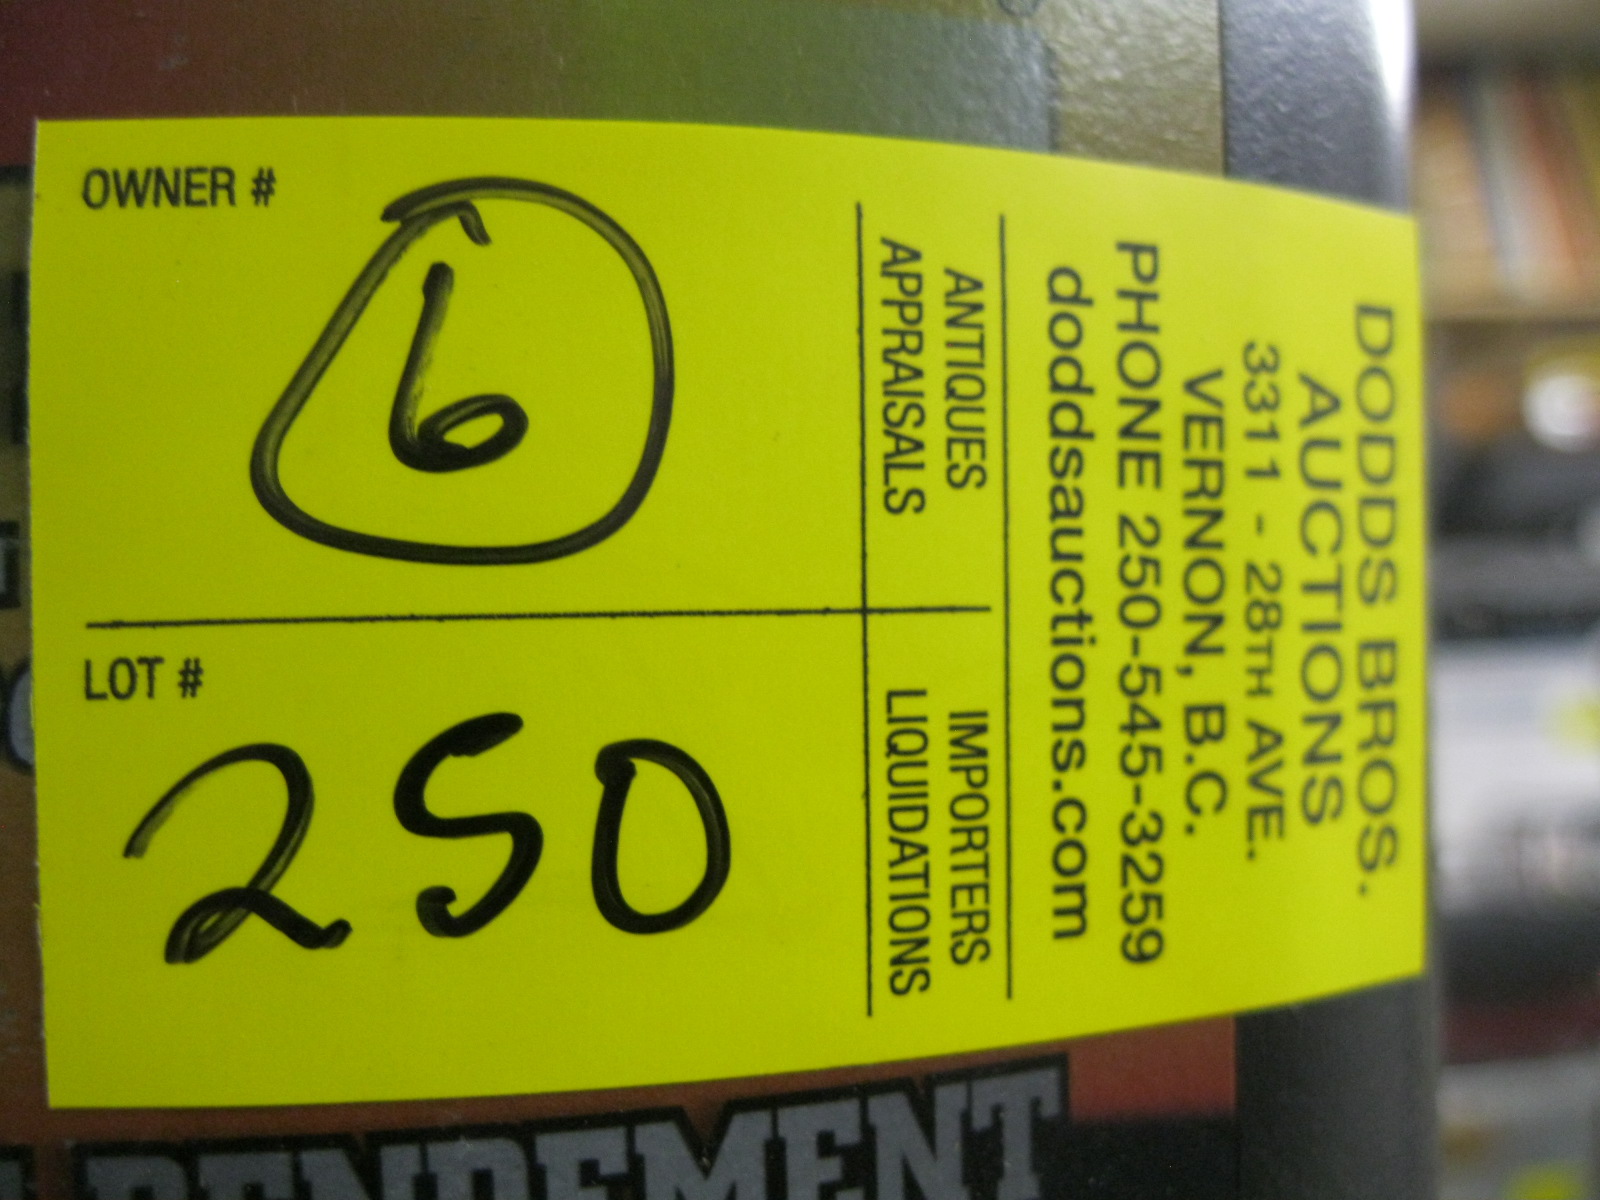 DODDS BROS.
AUCTIONS
3311 - 28TH AVE.
VERNON, B.C.
PHONE 250-545-3259
doddsauctions.com
ANTIQUES
APPRAISALS
IMPORTERS
LIQUIDATIONS
OWNER #
6
LOT #
250
RENDEMENT